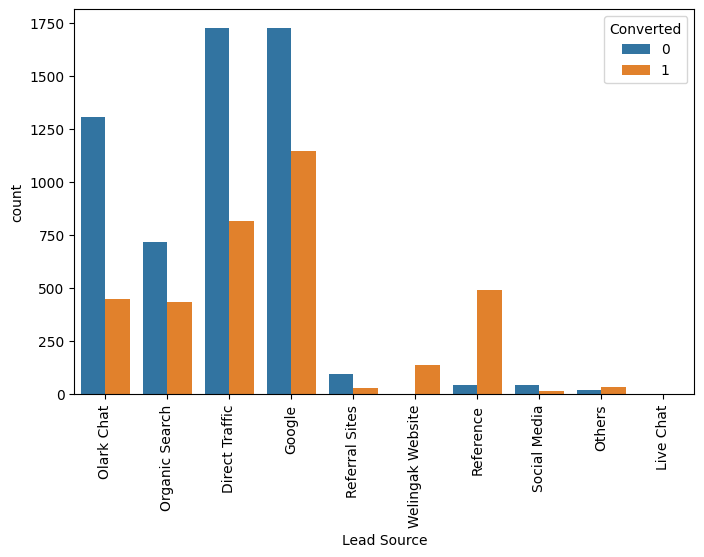 1750
1500
1250
1000
750
500
250
0
count
Converted
0
1
Olark Chat
Organic Search
Direct Traffic
Google
Referral Sites
Welingak Website
Reference
Social Media
Others
Live Chat
Lead Source